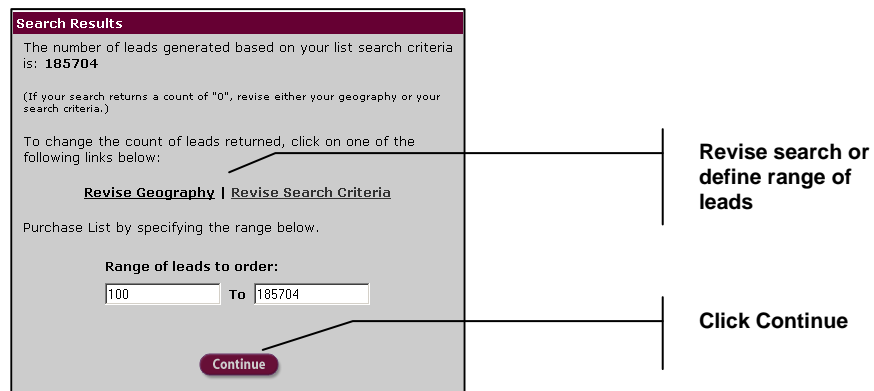 Search Results
The number of leads generated based on your list search criteria
is: 185704
(If your search returns a count of "0", revise either your geography or your
search criteria.)
To change the count of leads returned, click on one of the
following links below:
Revise Geography | Revise Search Criteria
Purchase List by specifying the range below.
Range of leads to order:
100 To 185704
Continue
Revise search or
define range of
leads
Click Continue